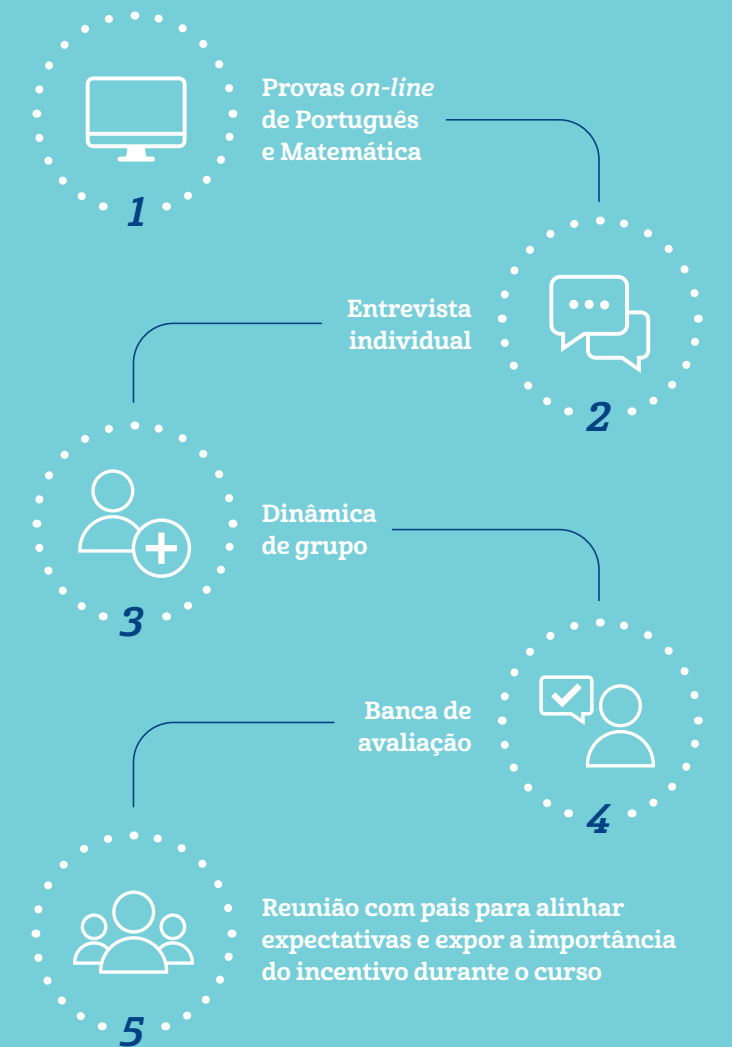 Provas on-line
de Português
e Matemática
1
Entrevista
individual
2
Dinâmica
de grupo
3
Banca de
avaliação
4
Reunião com pais para alinhar
expectativas e expor a importância
do incentivo durante o curso
5